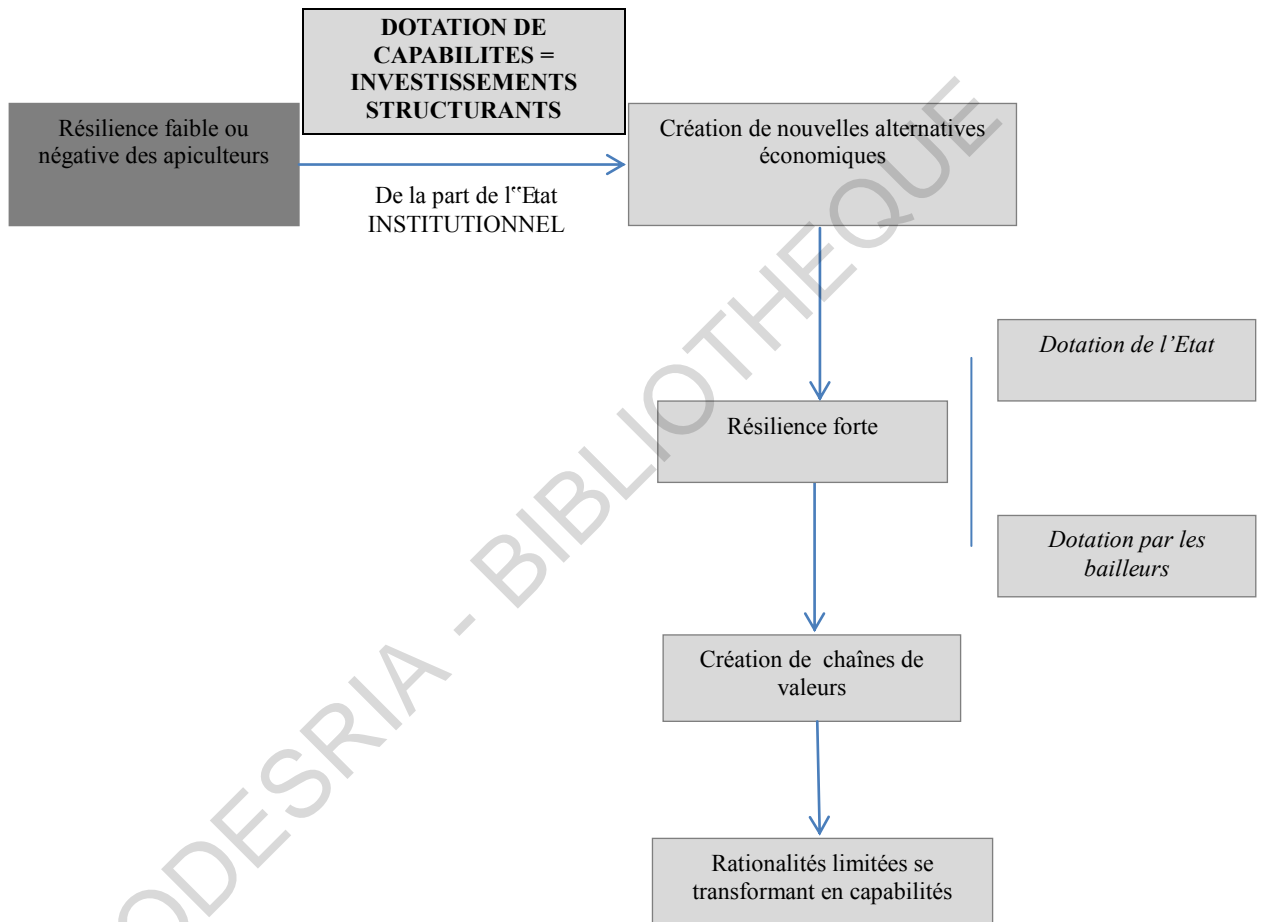 DOTATION DE
CAPABILITES =
INVESTISSEMENTS
STRUCTURANTS
Résilience faible ou
négative des apiculteurs
De la part de l‟Etat
INSTITUTIONNEL
Création de nouvelles alternatives
économiques
Dotation de l’Etat
Résilience forte
Dotation par les
bailleurs
Création de chaînes de
valeurs
Rationalités limitées se
transformant en capabilités
ODESRIA - BIBLIOTHEQUE